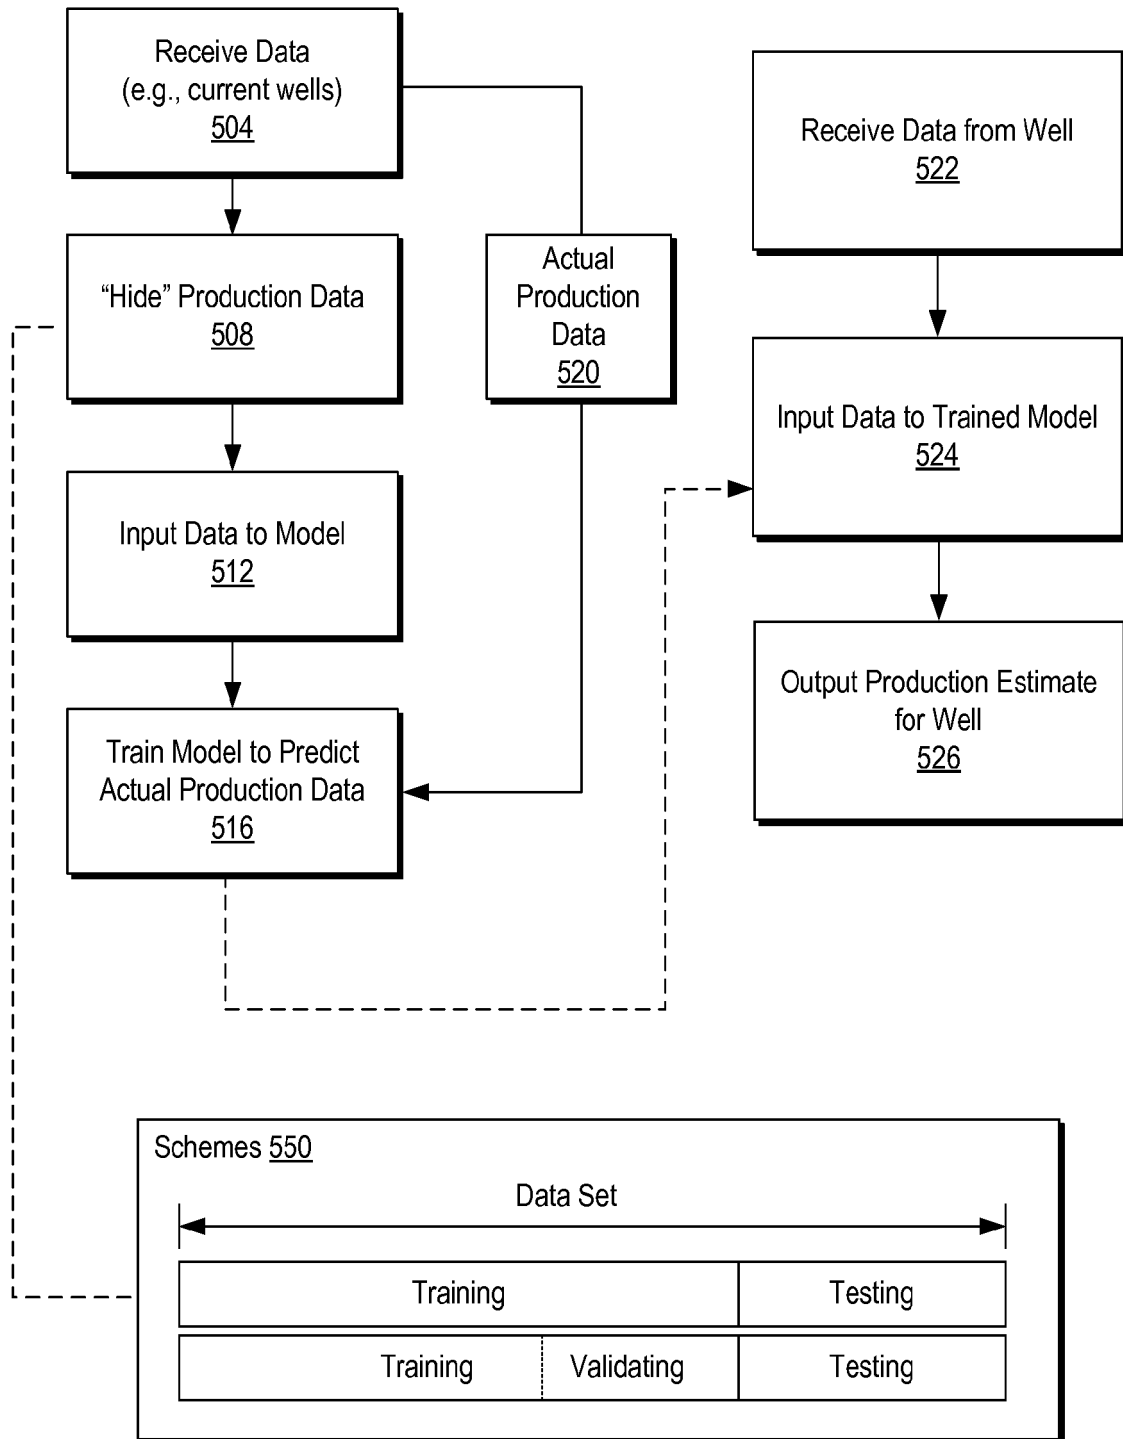 Receive Data
(e.g., current wells)
504
“Hide” Production Data
508
Input Data to Model
512
Train Model to Predict
Actual Production Data
516
Actual
Production
Data
520
Receive Data from Well
522
Input Data to Trained Model
524
Output Production Estimate
for Well
526
Schemes 550
Data Set
Training Testing
Training Validating Testing